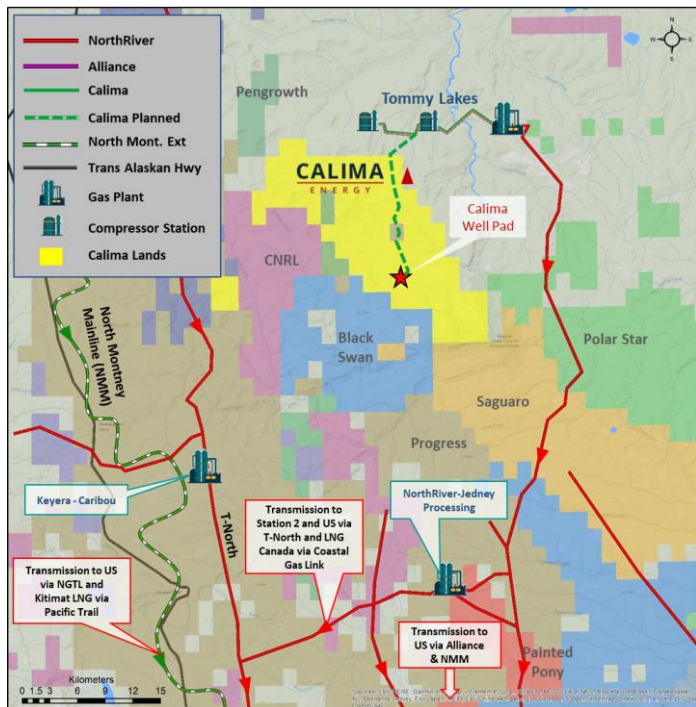 NorthRiver
Alliance
Calima
Calima Planned
North Mont. Ext
Trans Alaskan Hwy
Gas Plant
Compressor Station
Calima Lands
Pengrowth
Tommy Lakes
N
W
E
S
CALIMA
ENERGY
Calima
Well Pad
CNRL
Black
Swan
Polar Star
Saguaro
Progress
North Montney
Mainline (NMM)
Keyera - Caribou
T-North
Transmission to
Station 2 and US via
T-North and LNG
Canada via Coastal
Gas Link
NorthRiver-Jedney
Processing
Transmission to US
via NGTL and
Kitimat LNG via
Pacific Trail
Transmission to
US via Alliance
& NMM
Painted
Pony
Kilometers
0 1.5 3 6 9 12 15